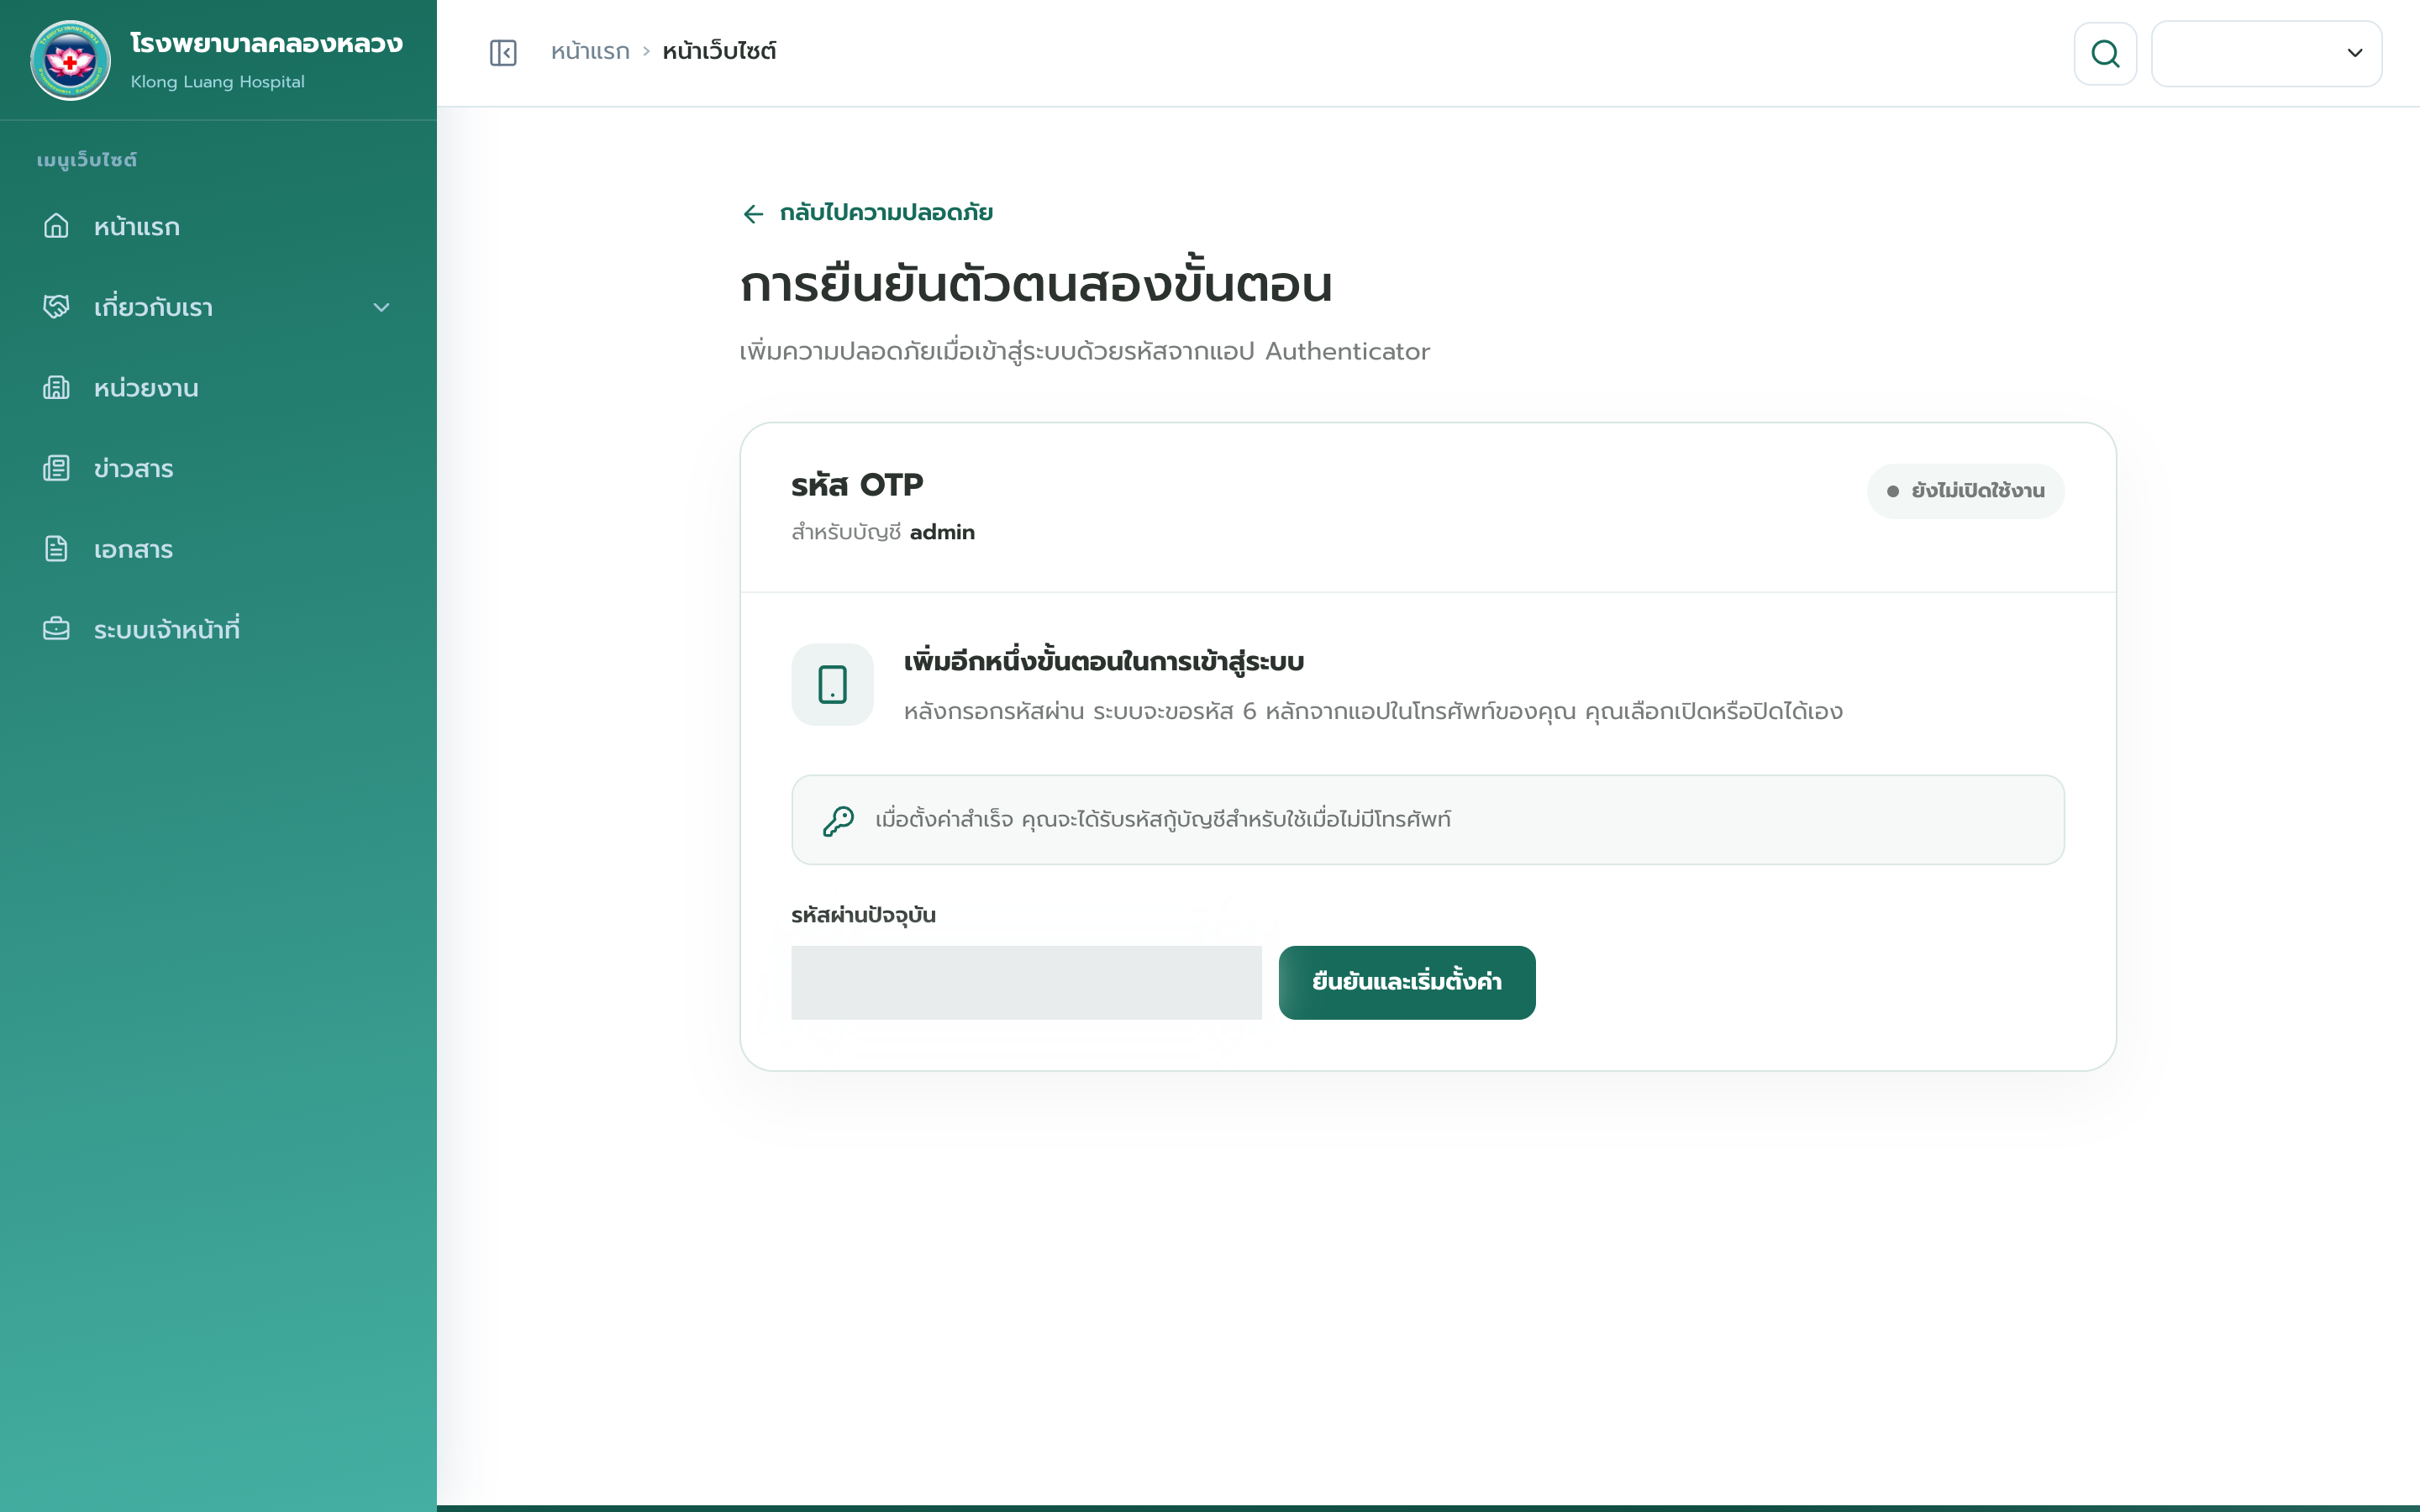 โรงพยาบาลคลองหลวง
Klong Luang Hospital
เมนูเว็บไซต์
หน้าแรก
เกี่ยวกับเรา
หน่วยงาน
ข่าวสาร
เอกสาร
ระบบเจ้าหน้าที่
หน้าแรก › หน้าเว็บไซต์
กลับไปความปลอดภัย
การยืนยันตัวตนสองขั้นตอน
เพิ่มความปลอดภัยเมื่อเข้าสู่ระบบด้วยรหัสจากแอป Authenticator
รหัส OTP
ยังไม่เปิดใช้งาน
สำหรับบัญชี admin
เพิ่มอีกหนึ่งขั้นตอนในการเข้าสู่ระบบ
หลังกรอกรหัสผ่าน ระบบจะขอรหัส 6 หลักจากแอปในโทรศัพท์ของคุณ คุณเลือกเปิดหรือปิดได้เอง
เมื่อตั้งค่าสำเร็จ คุณจะได้รับรหัสกู้บัญชีสำหรับใช้เมื่อไม่มีโทรศัพท์
รหัสผ่านปัจจุบัน
ยืนยันและเริ่มตั้งค่า